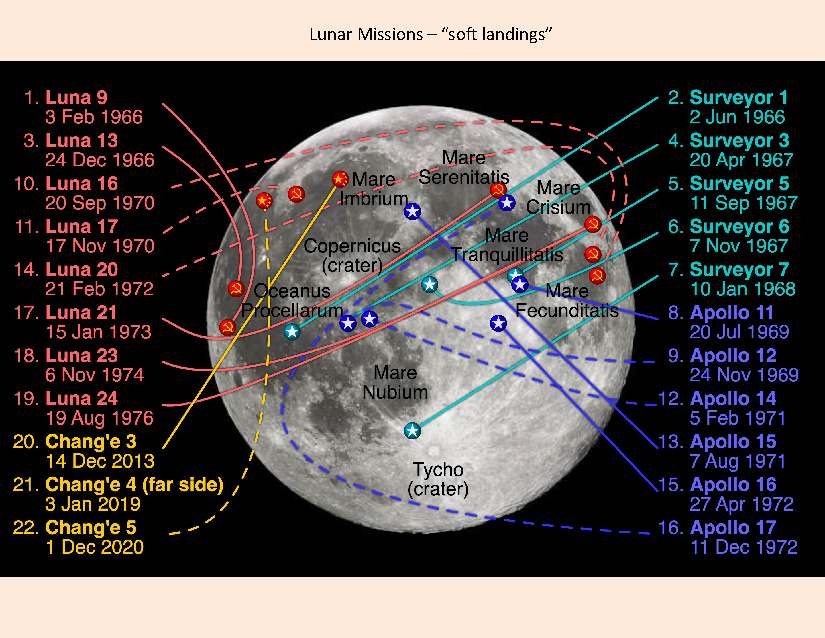 Lunar Missions – “soft landings”
1. Luna 9
3 Feb 1966
3. Luna 13
24 Dec 1966
10. Luna 16
20 Sep 1970
11. Luna 17
17 Nov 1970
14. Luna 20
21 Feb 1972
17. Luna 21
15 Jan 1973
18. Luna 23
6 Nov 1974
19. Luna 24
19 Aug 1976
20. Chang'e 3
14 Dec 2013
21. Chang'e 4 (far side)
3 Jan 2019
22. Chang'e 5
1 Dec 2020
Mare
Serenitatis
Mare
Imbrium
Mare
Crisium
Copernicus
(crater)
Mare
Tranquillitatis
Oceanus
Procellarum
Mare
Fecunditatis
Mare
Nubium
Tycho
(crater)
2. Surveyor 1
2 Jun 1966
4. Surveyor 3
20 Apr 1967
5. Surveyor 5
11 Sep 1967
6. Surveyor 6
7 Nov 1967
7. Surveyor 7
10 Jan 1968
8. Apollo 11
20 Jul 1969
9. Apollo 12
24 Nov 1969
12. Apollo 14
5 Feb 1971
13. Apollo 15
7 Aug 1971
15. Apollo 16
27 Apr 1972
16. Apollo 17
11 Dec 1972